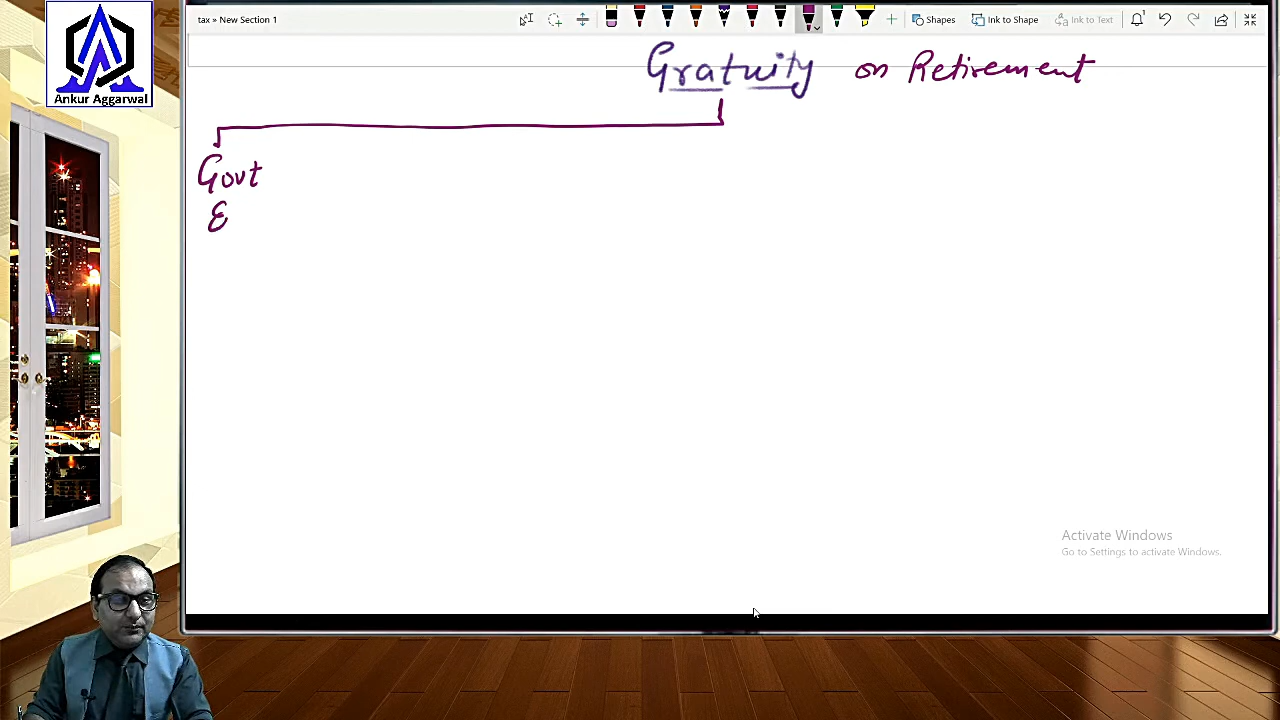 tax » New Section 1
Shapes
Ink to Shape
Ink to Text
Gratuity on Retirement
Ankur Aggarwal
Govt
E
Activate Windows
Go to Settings to activate Windows.